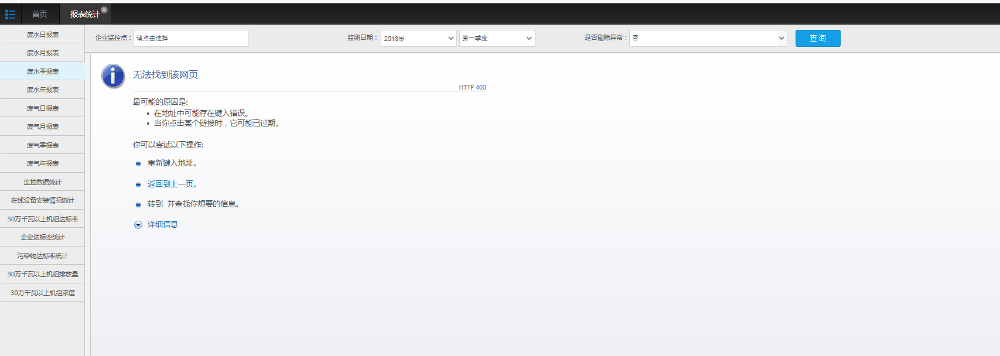 首页
报表统计
废水日报表
废水月报表
废水季报表
废水年报表
废气日报表
废气月报表
废气季报表
废气年报表
监控数据统计
在线设备安装情况统计
30万千瓦以上机组达标率
企业达标率统计
污染物达标率统计
30万千瓦以上机组排放量
30万千瓦以上机组浓度
企业监控点： 请点击选择 监测日期： 2018年 第一季度 是否剔除异常： 否 查 询
无法找到该网页
HTTP 400
最可能的原因是:
• 在地址中可能存在键入错误。
• 当你点击某个链接时，它可能已过期。
你可以尝试以下操作:
重新键入地址。
返回到上一页。
转到 并查找你想要的信息。
详细信息